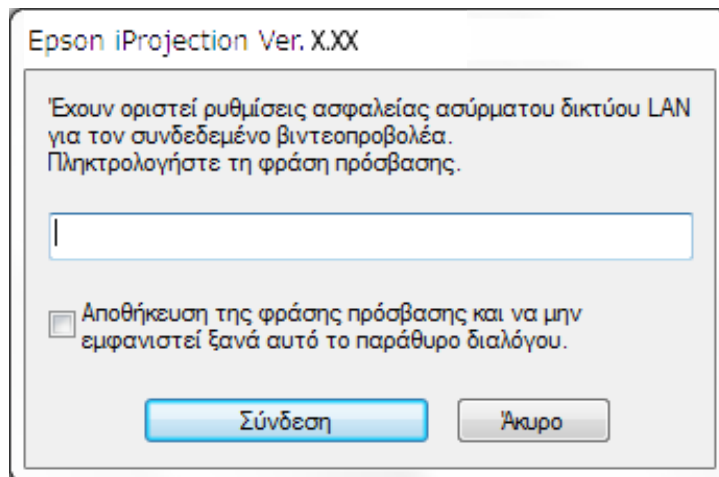 Epson iProjection Ver. X.XX
Έχουν οριστεί ρυθμίσεις ασφαλείας ασύρματου δικτύου LAN
για τον συνδεδεμένο βιντεοπροβολέα.
Πληκτρολογήστε τη φράση πρόσβασης.
Αποθήκευση της φράσης πρόσβασης και να μην
εμφανιστεί ξανά αυτό το παράθυρο διαλόγου.
Σύνδεση
Άκυρο